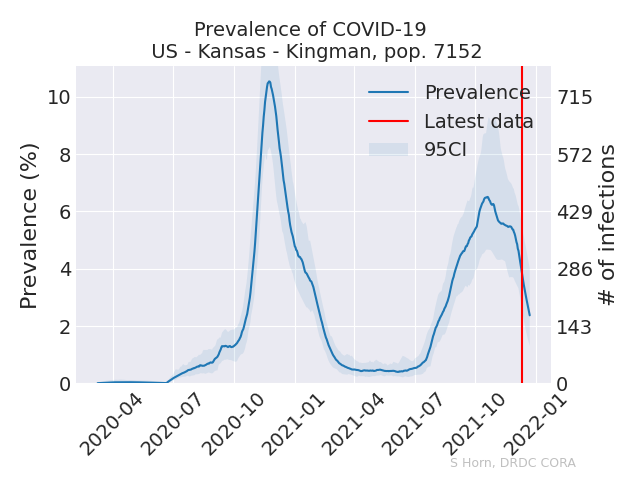 Prevalence of COVID-19
US - Kansas - Kingman, pop. 7152
Prevalence
Latest data
95CI
Prevalence (%)
10
8
6
4
2
0
715
572
429
286
143
0
# of infections
2020-04
2020-07
2020-10
2021-01
2021-04
2021-07
2021-10
2022-01
S Horn, DRDC CORA